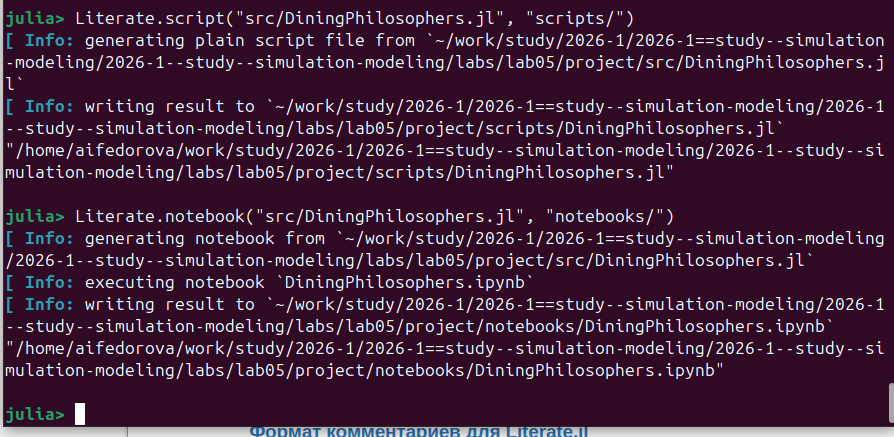 julia> Literate.script("src/DiningPhilosophers.jl", "scripts/")
[ Info: generating plain script file from `~/work/study/2026-1/2026-1==study--simulation
-modeling/2026-1--study--simulation-modeling/labs/lab05/project/src/DiningPhilosophers.j
l`
[ Info: writing result to `~/work/study/2026-1/2026-1==study--simulation-modeling/2026-1
--study--simulation-modeling/labs/lab05/project/scripts/DiningPhilosophers.jl`
"/home/aifedorova/work/study/2026-1/2026-1==study--simulation-modeling/2026-1--study--si
mulation-modeling/labs/lab05/project/scripts/DiningPhilosophers.jl"
julia> Literate.notebook("src/DiningPhilosophers.jl", "notebooks/")
[ Info: generating notebook from `~/work/study/2026-1/2026-1==study--simulation-modeling
/2026-1--study--simulation-modeling/labs/lab05/project/src/DiningPhilosophers.jl`
[ Info: executing notebook `DiningPhilosophers.ipynb`
[ Info: writing result to `~/work/study/2026-1/2026-1==study--simulation-modeling/2026-1
--study--simulation-modeling/labs/lab05/project/notebooks/DiningPhilosophers.ipynb`
"/home/aifedorova/work/study/2026-1/2026-1==study--simulation-modeling/2026-1--study--si
mulation-modeling/labs/lab05/project/notebooks/DiningPhilosophers.ipynb"
julia>
Формат комментариев для Literate.jl